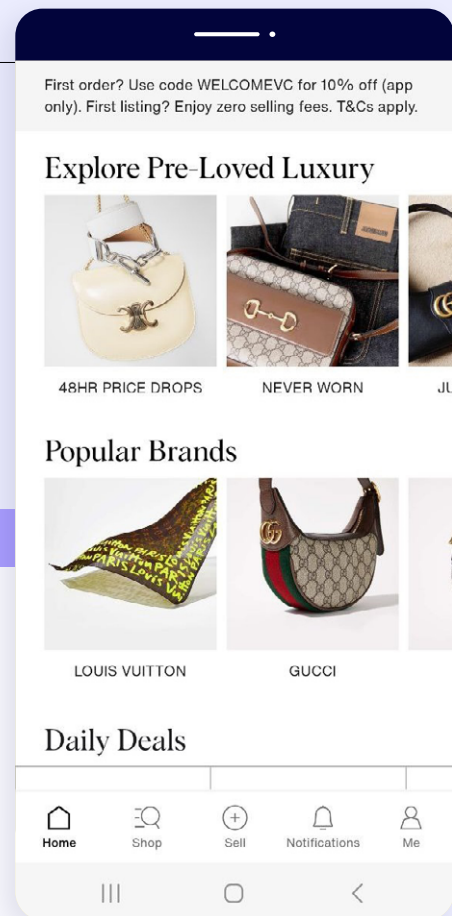 First order? Use code WELCOMEVC for 10% off (app
only). First listing? Enjoy zero selling fees. T&Cs apply.
Explore Pre-Loved Luxury
48HR PRICE DROPS
NEVER WORN
JU
Popular Brands
LOUIS VUITTON
GUCCI
Daily Deals
Home
Shop
Sell
Notifications
Me